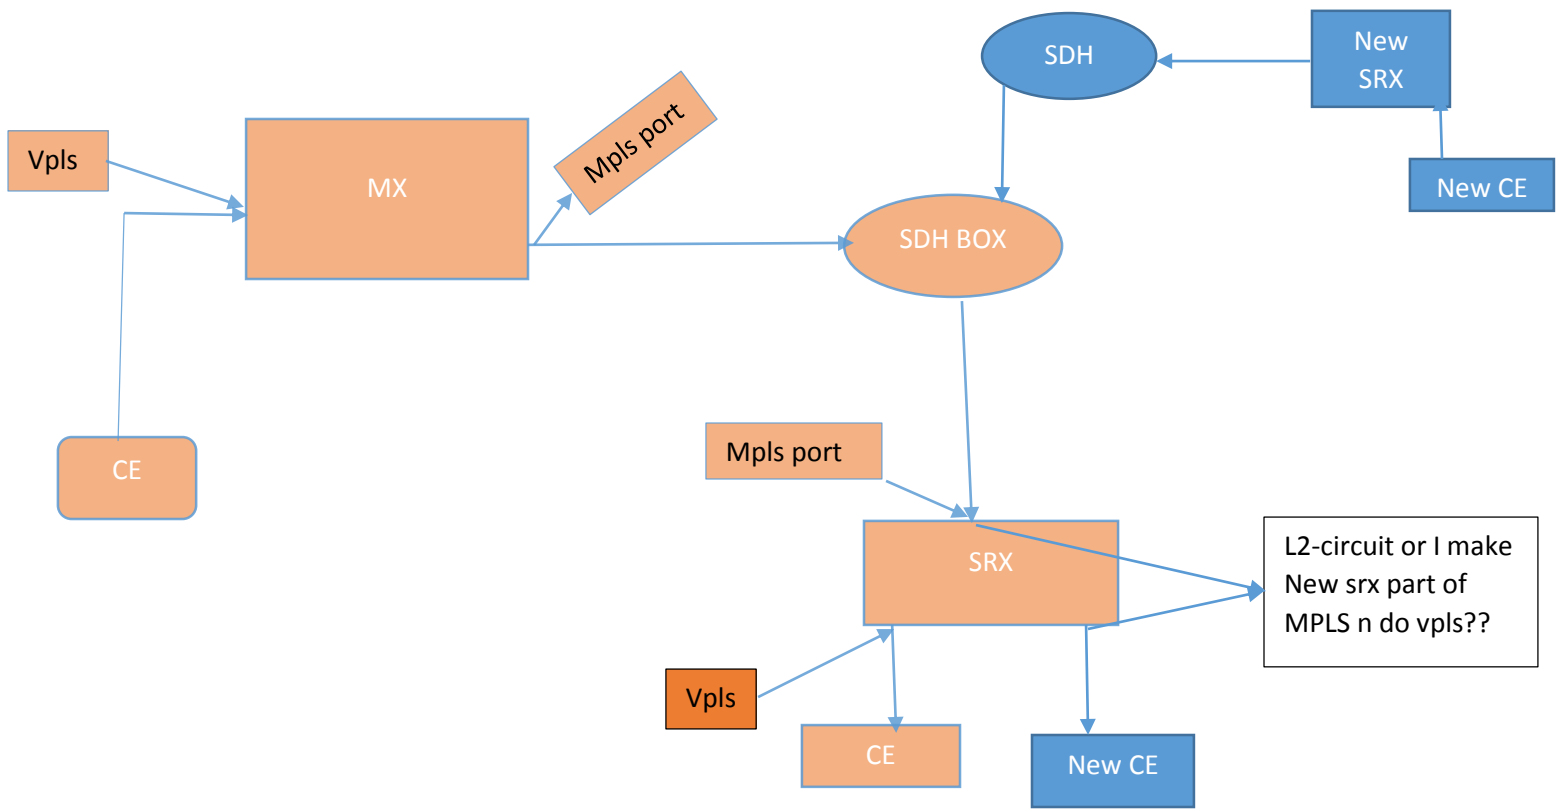 SDH
New
SRX
Vpls
MX
Mpls port
New CE
SDH BOX
CE
Mpls port
SRX
L2-circuit or I make
New srx part of
MPLS n do vpls??
Vpls
CE
New CE